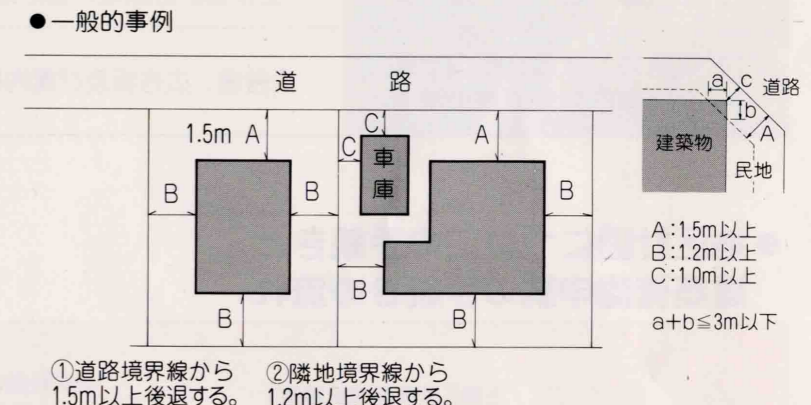 ●一般的事例
道路
1.5m A
C
C
車庫
A
B
B
B
B
B
B
a
c
道路
b
A
建築物
民地
A:1.5m以上
B:1.2m以上
C:1.0m以上
a+b≦3m以下
①道路境界線から
1.5m以上後退する。
②隣地境界線から
1.2m以上後退する。